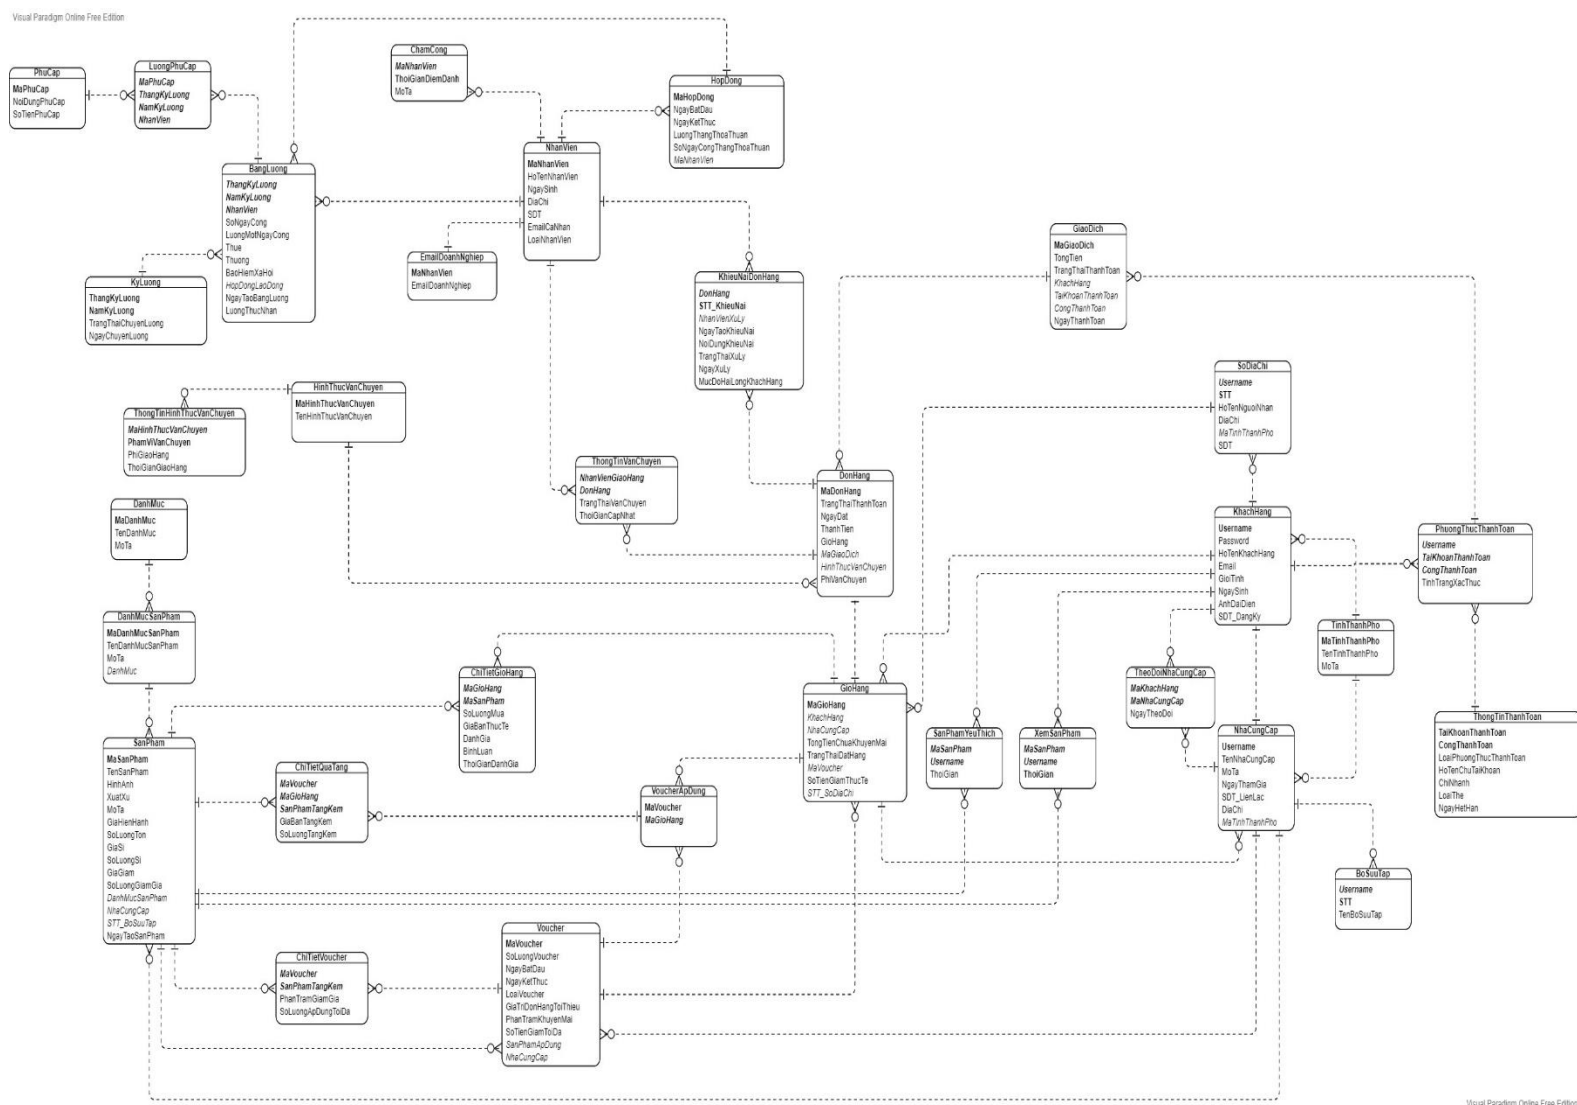 Visual Paradigm Online Free Edition
PhuCap
MaPhuCap
NoiDungPhuCap
SoTienPhuCap
LuongPhuCap
MaPhuCap
ThangKyLuong
NamKyLuong
NhanVien
ChamCong
MaNhanVien
ThoiGianDiemDanh
MoTa
HopDong
MaHopDong
NgayBatDau
NgayKetThuc
LuongThangThoaThuan
SoNgayCongThangThoaThuan
MaNhanVien
BangLuong
ThangKyLuong
NamKyLuong
NhanVien
SoNgayCong
LuongMotNgayCong
Thue
Thuong
BaoHiemXaHoi
HopDongLaoDong
NgayTaoBangLuong
LuongThucNhan
NhanVien
MaNhanVien
HoTenNhanVien
NgaySinh
DiaChi
SDT
EmailCaNhan
LoaiNhanVien
EmailDoanhNghiep
MaNhanVien
EmailDoanhNghiep
KyLuong
ThangKyLuong
NamKyLuong
TrangThaiChuyenLuong
NgayChuyenLuong
KhieuNaiDonHang
DonHang
STT_KhieuNai
NhanVienXuLy
NgayTaoKhieuNai
NoiDungKhieuNai
TrangThaiXuLy
NgayXuLy
MucDoHaiLongKhachHang
GiaoDich
MaGiaoDich
TongTien
TrangThaiThanhToan
KhachHang
TaiKhoanThanhToan
CongThanhToan
NgayThanhToan
SoDiaChi
Username
STT
HoTenNguoiNhan
DiaChi
MaTinhThanhPho
SDT
HinhThucVanChuyen
MaHinhThucVanChuyen
TenHinhThucVanChuyen
ThongTinHinhThucVanChuyen
MaHinhThucVanChuyen
PhamViVanChuyen
PhiGiaoHang
ThoiGianGiaoHang
ThongTinVanChuyen
NhanVienGiaoHang
DonHang
TrangThaiVanChuyen
ThoiGianCapNhat
DonHang
MaDonHang
TrangThaiThanhToan
NgayDat
ThanhTien
GioHang
MaGiaoDich
HinhThucVanChuyen
PhiVanChuyen
DanhMuc
MaDanhMuc
TenDanhMuc
MoTa
KhachHang
Username
Password
HoTenKhachHang
Email
GioiTinh
NgaySinh
AnhDaiDien
SDT_DangKy
PhuongThucThanhToan
Username
TaiKhoanThanhToan
CongThanhToan
TinhTrangXacThuc
DanhMucSanPham
MaDanhMucSanPham
TenDanhMucSanPham
MoTa
DanhMuc
TinhThanhPho
MaTinhThanhPho
TenTinhThanhPho
MoTa
ChiTietGioHang
MaGioHang
MaSanPham
SoLuongMua
GiaBanThucTe
DanhGia
BinhLuan
ThoiGianDanhGia
TheoDoiNhaCungCap
MaKhachHang
MaNhaCungCap
NgayTheoDoi
GioHang
MaGioHang
KhachHang
NhaCungCap
TongTienChuaKhuyenMai
TrangThaiDatHang
MaVoucher
SoTienGiamThucTe
STT_SoDiaChi
SanPhamYeuThich
MaSanPham
Username
ThoiGian
XemSanPham
MaSanPham
Username
ThoiGian
NhaCungCap
Username
TenNhaCungCap
MoTa
NgayThamGia
SDT_LienLac
DiaChi
MaTinhThanhPho
ThongTinThanhToan
TaiKhoanThanhToan
CongThanhToan
LoaiPhuongThucThanhToan
HoTenChuTaiKhoan
ChiNhanh
LoaiThe
NgayHetHan
SanPham
MaSanPham
TenSanPham
HinhAnh
XuatXu
MoTa
GiaHienHanh
SoLuongTon
GiaSi
SoLuongSi
GiaGiam
SoLuongGiamGia
DanhMucSanPham
NhaCungCap
STT_BoSuuTap
NgayTaoSanPham
ChiTietQuaTang
MaVoucher
MaGioHang
SanPhamTangKem
GiaBanTangKem
SoLuongTangKem
VoucherApDung
MaVoucher
MaGioHang
BoSuuTap
Username
STT
TenBoSuuTap
ChiTietVoucher
MaVoucher
SanPhamTangKem
PhanTramGiamGia
SoLuongApDungToiDa
Voucher
MaVoucher
SoLuongVoucher
NgayBatDau
NgayKetThuc
LoaiVoucher
GiaTriDonHangToiThieu
PhanTramKhuyenMai
SoTienGiamToiDa
SanPhamApDung
NhaCungCap
Visual Paradigm Online Free Edition